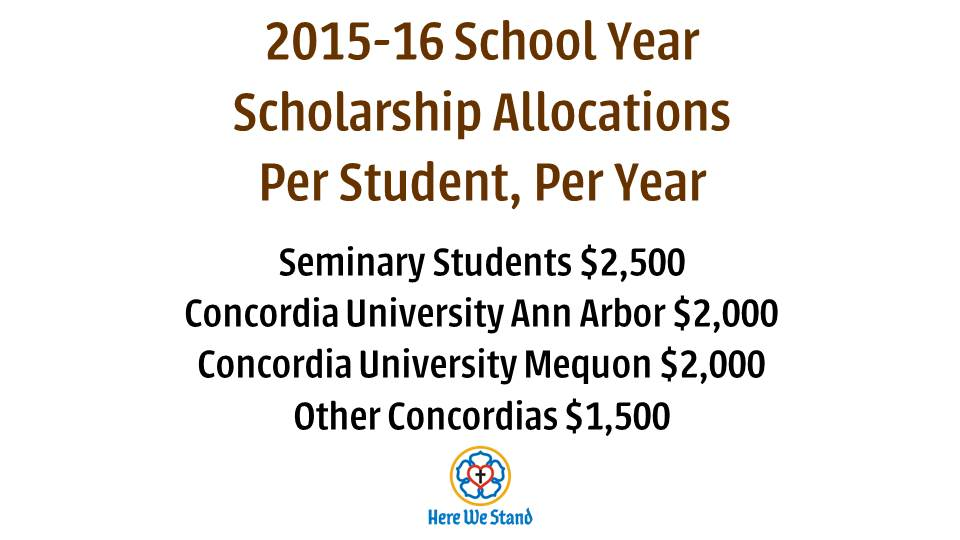 2015-16 School Year
Scholarship Allocations
Per Student, Per Year
Seminary Students $2,500
Concordia University Ann Arbor $2,000
Concordia University Mequon $2,000
Other Concordias $1,500
Here We Stand